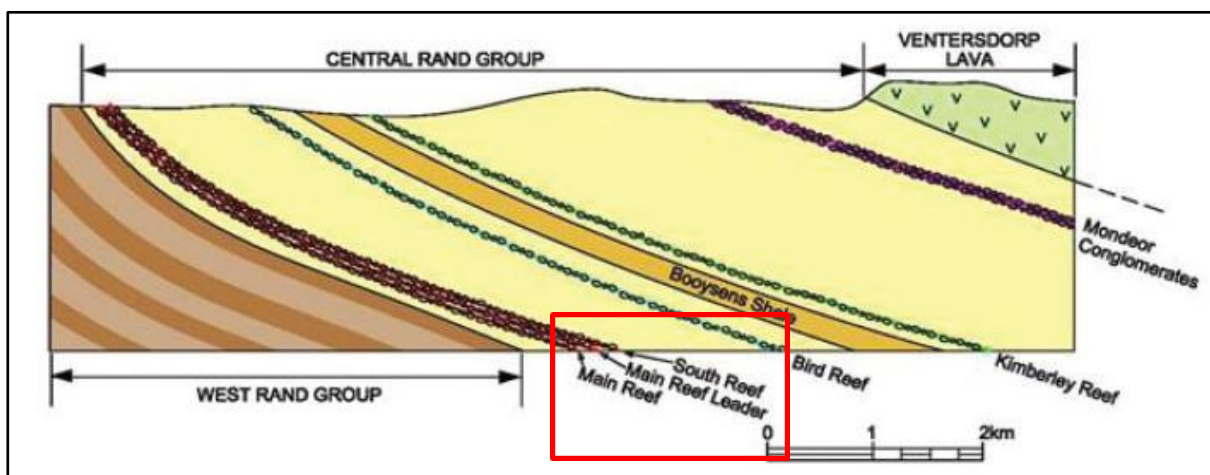 CENTRAL RAND GROUP
VENTERSDORP
LAVA
Mondeor
Conglomerates
Booysens Shale
Kimberley Reef
Bird Reef
South Reef
Main Reef Leader
Main Reef
WEST RAND GROUP
0 1 2km